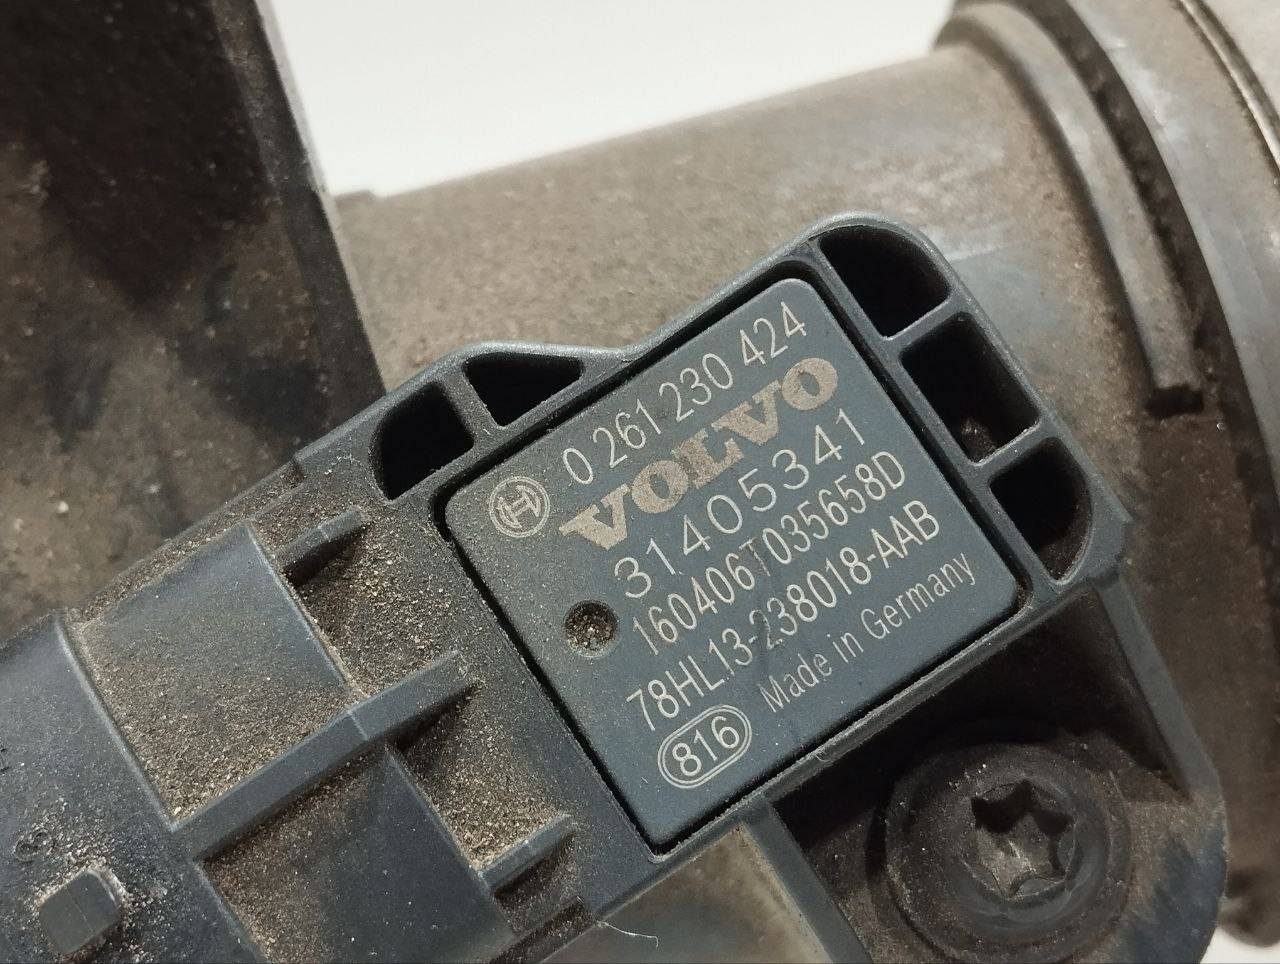 0 261 230 424
VOLVO
31405341
160406T035658D
78HL13-238018-AAB
816 Made in Germany